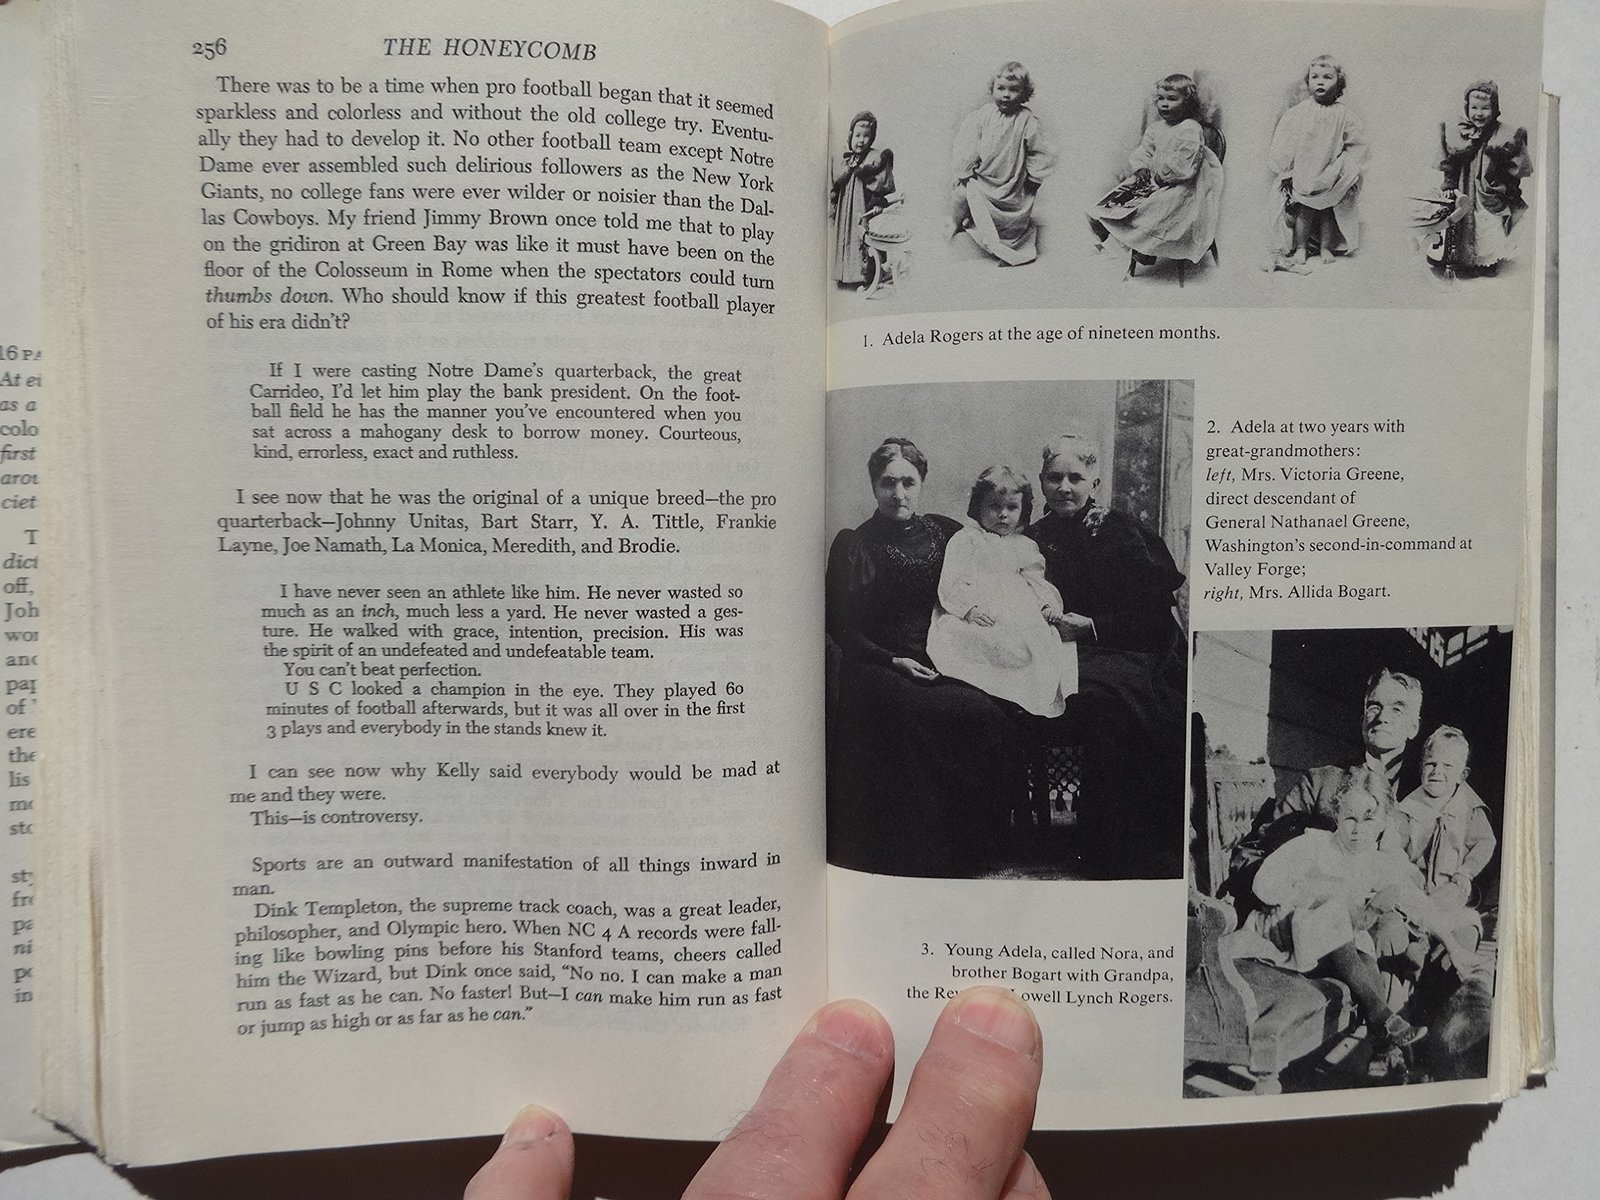 256 THE HONEYCOMB
There was to be a time when pro football began that it seemed
sparkless and colorless and without the old college try. Eventu-
ally they had to develop it. No other football team except Notre
Dame ever assembled such delirious followers as the New York
Giants, no college fans were ever wilder or noisier than the Dal-
las Cowboys. My friend Jimmy Brown once told me that to play
on the gridiron at Green Bay was like it must have been on the
floor of the Colosseum in Rome when the spectators could turn
thumbs down. Who should know if this greatest football player
of his era didn't?
If I were casting Notre Dame's quarterback, the great
Carrideo, I'd let him play the bank president. On the foot-
ball field he has the manner you've encountered when you
sat across a mahogany desk to borrow money. Courteous,
kind, errorless, exact and ruthless.
I see now that he was the original of a unique breed—the pro
quarterback—Johnny Unitas, Bart Starr, Y. A. Tittle, Frankie
Layne, Joe Namath, La Monica, Meredith, and Brodie.
I have never seen an athlete like him. He never wasted so
much as an inch, much less a yard. He never wasted a ges-
ture. He walked with grace, intention, precision. His was
the spirit of an undefeated and undefeatable team.
You can't beat perfection.
U S C looked a champion in the eye. They played 60
minutes of football afterwards, but it was all over in the first
3 plays and everybody in the stands knew it.
I can see now why Kelly said everybody would be mad at
me and they were.
This—is controversy.
Sports are an outward manifestation of all things inward in
man.
Dink Templeton, the supreme track coach, was a great leader,
philosopher, and Olympic hero. When NC 4 A records were fall-
ing like bowling pins before his Stanford teams, cheers called
him the Wizard, but Dink once said, "No no. I can make a man
run as fast as he can. No faster! But—I can make him run as fast
or jump as high or as far as he can."
1. Adela Rogers at the age of nineteen months.
2. Adela at two years with
great-grandmothers:
left, Mrs. Victoria Greene,
direct descendant of
General Nathanael Greene,
Washington's second-in-command at
Valley Forge;
right, Mrs. Allida Bogart.
3. Young Adela, called Nora, and
brother Bogart with Grandpa,
the Lynch Rogers.